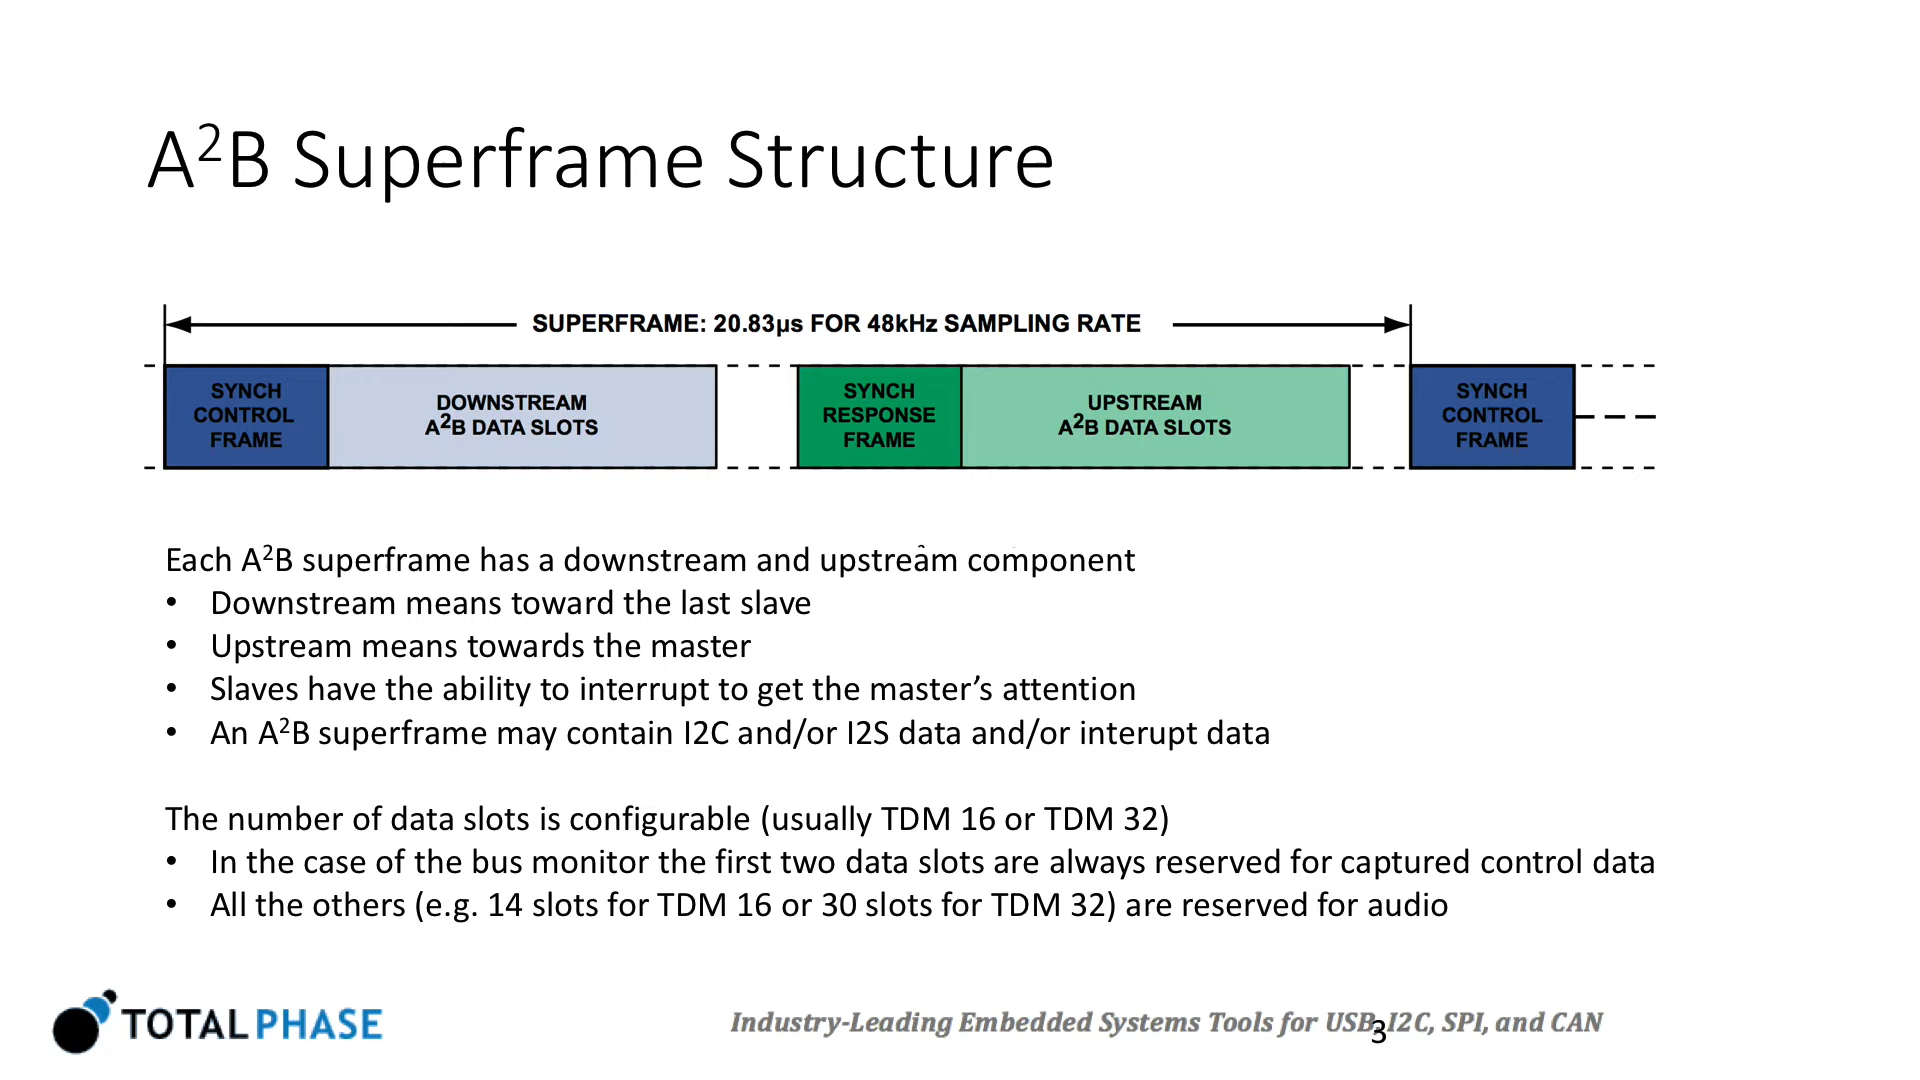 A²B Superframe Structure
SUPERFRAME: 20.83µs FOR 48kHz SAMPLING RATE
SYNCH
CONTROL
FRAME
DOWNSTREAM
A²B DATA SLOTS
SYNCH
RESPONSE
FRAME
UPSTREAM
A²B DATA SLOTS
SYNCH
CONTROL
FRAME
Each A²B superframe has a downstream and upstream component
• Downstream means toward the last slave
• Upstream means towards the master
• Slaves have the ability to interrupt to get the master’s attention
• An A²B superframe may contain I2C and/or I2S data and/or interupt data
The number of data slots is configurable (usually TDM 16 or TDM 32)
• In the case of the bus monitor the first two data slots are always reserved for captured control data
• All the others (e.g. 14 slots for TDM 16 or 30 slots for TDM 32) are reserved for audio
TOTAL PHASE
Industry-Leading Embedded Systems Tools for USB, I2C, SPI, and CAN
3